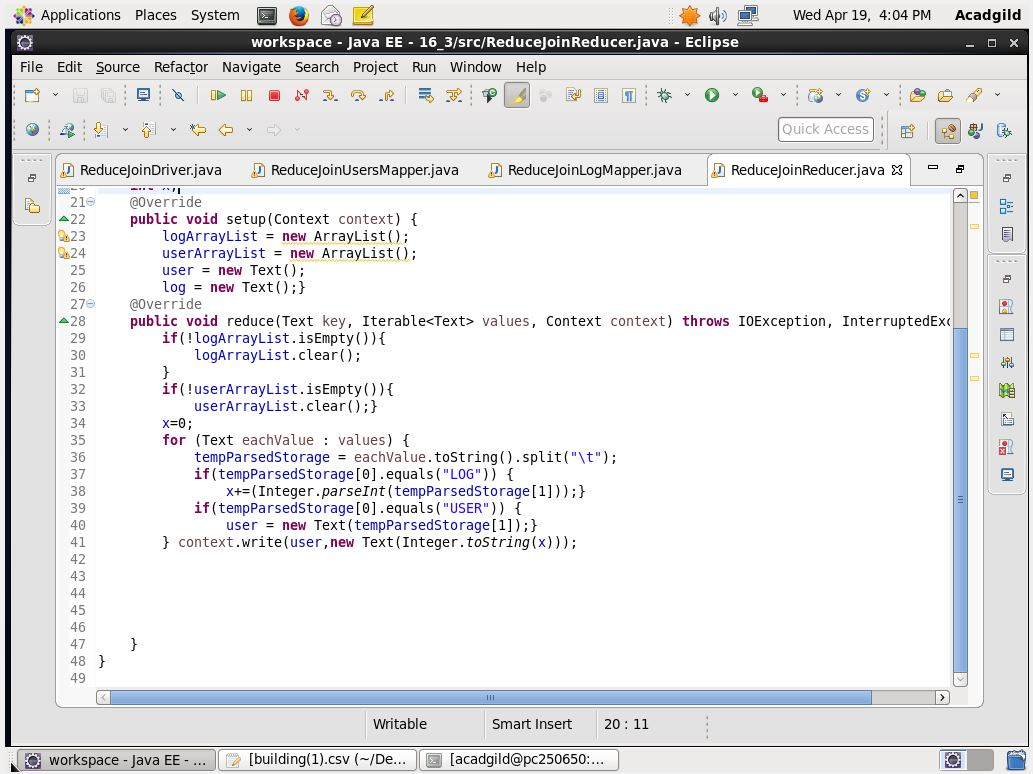 Applications Places System
Wed Apr 19, 4:04 PM Acadgild
workspace - Java EE - 16_3/src/ReduceJoinReducer.java - Eclipse
File Edit Source Refactor Navigate Search Project Run Window Help
Quick Access
ReduceJoinDriver.java ReduceJoinUsersMapper.java ReduceJoinLogMapper.java ReduceJoinReducer.java
20 int x;
21 @Override
22 public void setup(Context context) {
23 logArrayList = new ArrayList();
24 userArrayList = new ArrayList();
25 user = new Text();
26 log = new Text();}
27 @Override
28 public void reduce(Text key, Iterable<Text> values, Context context) throws IOException, InterruptedExc
29 if(!logArrayList.isEmpty()){
30 logArrayList.clear();
31 }
32 if(!userArrayList.isEmpty()){
33 userArrayList.clear();}
34 x=0;
35 for (Text eachValue : values) {
36 tempParsedStorage = eachValue.toString().split("\t");
37 if(tempParsedStorage[0].equals("LOG")) {
38 x+=(Integer.parseInt(tempParsedStorage[1]));}
39 if(tempParsedStorage[0].equals("USER")) {
40 user = new Text(tempParsedStorage[1]);}
41 } context.write(user,new Text(Integer.toString(x)));
42
43
44
45
46
47 }
48 }
49
Writable Smart Insert 20 : 11
workspace - Java EE - ... [building(1).csv (~/De... [acadgild@pc250650:...